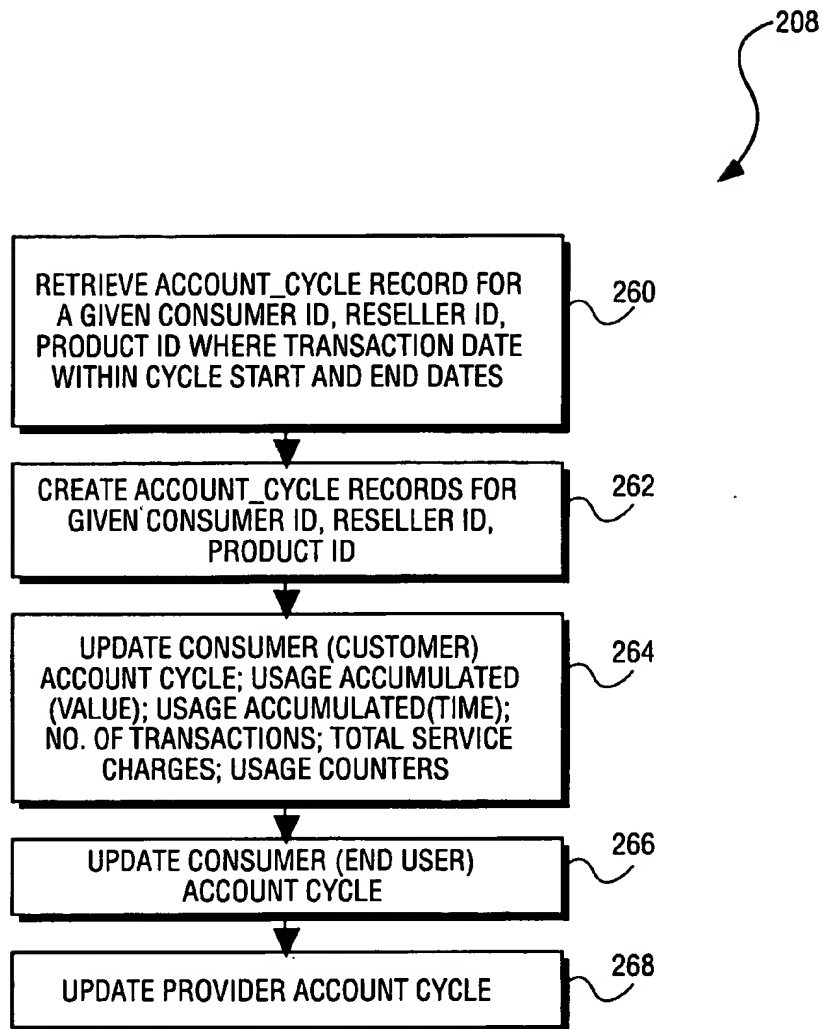 208
RETRIEVE ACCOUNT_CYCLE RECORD FOR
A GIVEN CONSUMER ID, RESELLER ID,
PRODUCT ID WHERE TRANSACTION DATE
WITHIN CYCLE START AND END DATES
260
CREATE ACCOUNT_CYCLE RECORDS FOR
GIVEN CONSUMER ID, RESELLER ID,
PRODUCT ID
262
UPDATE CONSUMER (CUSTOMER)
ACCOUNT CYCLE; USAGE ACCUMULATED
(VALUE); USAGE ACCUMULATED(TIME);
NO. OF TRANSACTIONS; TOTAL SERVICE
CHARGES; USAGE COUNTERS
264
UPDATE CONSUMER (END USER)
ACCOUNT CYCLE
266
UPDATE PROVIDER ACCOUNT CYCLE
268